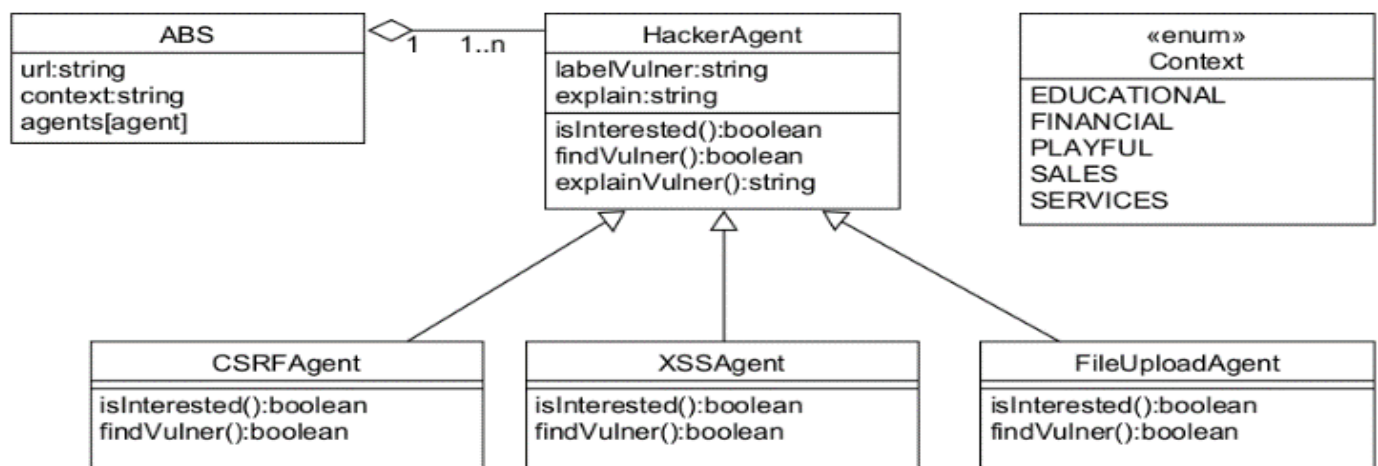 ABS
url:string
context:string
agents[agent]
1
1..n
HackerAgent
labelVulner:string
explain:string
isInterested():boolean
findVulner():boolean
explainVulner():string
«enum»
Context
EDUCATIONAL
FINANCIAL
PLAYFUL
SALES
SERVICES
CSRFAgent
isInterested():boolean
findVulner():boolean
XSSAgent
isInterested():boolean
findVulner():boolean
FileUploadAgent
isInterested():boolean
findVulner():boolean